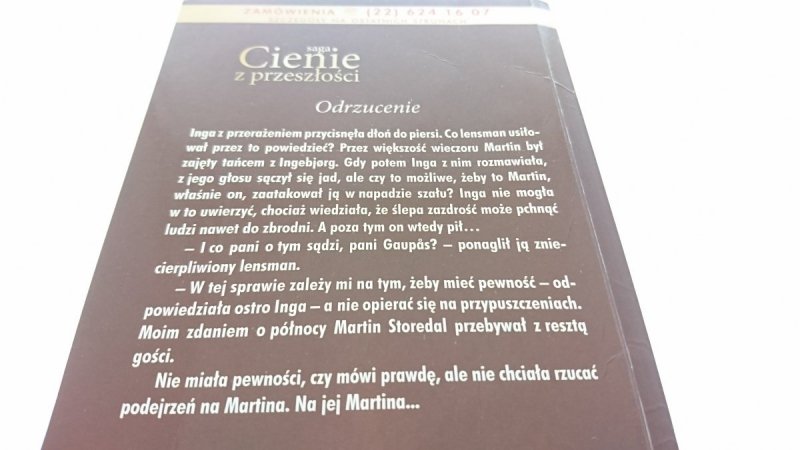 ZAMÓWIENIA (22) 624 16 07
SZCZEGÓŁY NA OSTATNICH STRONACH
saga
Cienie
z przeszłości
Odrzucenie
Inga z przerażeniem przycisnęła dłoń do piersi. Co lensman usiło-
wał przez to powiedzieć? Przez większość wieczoru Martin był
zajęty tańcem z Ingebjørg. Gdy potem Inga z nim rozmawiała,
z jego głosu sączył się jad, ale czy to możliwe, żeby to Martin,
właśnie on, zaatakował ją w napadzie szału? Inga nie mogła
w to uwierzyć, chociaż wiedziała, że ślepa zazdrość może pchnąć
ludzi nawet do zbrodni. A poza tym on wtedy pił...
– I co pani o tym sądzi, pani Gaupås? – ponaglił ją znie-
cierpliwiony lensman.
– W tej sprawie zależy mi na tym, żeby mieć pewność – od-
powiedziała ostro Inga – a nie opierać się na przypuszczeniach.
Moim zdaniem o północy Martin Storedal przebywał z resztą
gości.
Nie miała pewności, czy mówi prawdę, ale nie chciała rzucać
podejrzeń na Martina. Na jej Martina...